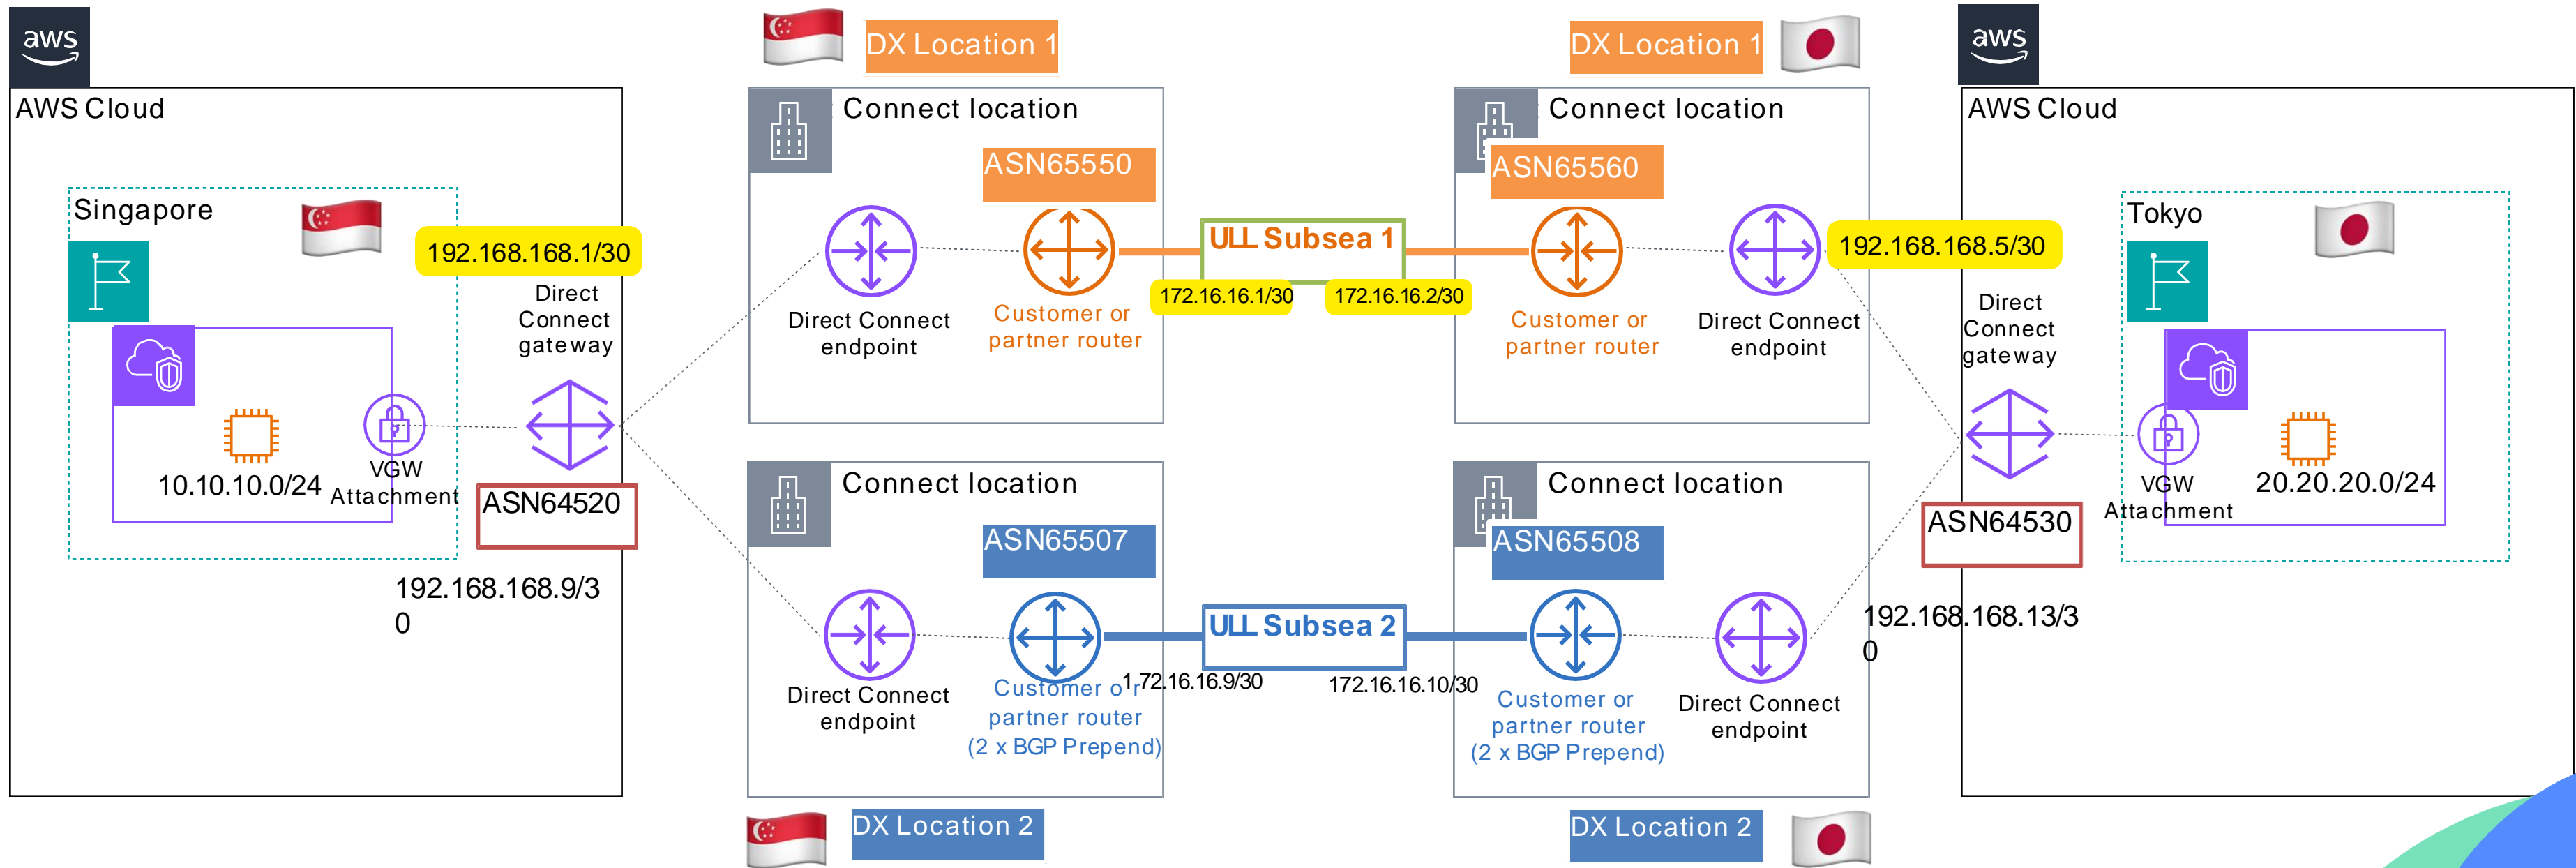 aws
AWS Cloud
Singapore
192.168.168.1/30
Direct
Connect
gateway
10.10.10.0/24
VGW
Attachment
ASN64520
192.168.168.9/3
0
DX Location 1
Connect location
ASN65550
Direct Connect
endpoint
Customer or
partner router
ULL Subsea 1
172.16.16.1/30
172.16.16.2/30
DX Location 1
Connect location
ASN65560
Customer or
partner router
Direct Connect
endpoint
192.168.168.5/30
Connect location
ASN65507
Direct Connect
endpoint
Customer or
partner router
(2 x BGP Prepend)
DX Location 2
ULL Subsea 2
172.16.16.9/30
172.16.16.10/30
Connect location
ASN65508
Customer or
partner router
(2 x BGP Prepend)
Direct Connect
endpoint
DX Location 2
192.168.168.13/3
0
aws
AWS Cloud
Direct
Connect
gateway
ASN64530
Tokyo
VGW
Attachment
20.20.20.0/24